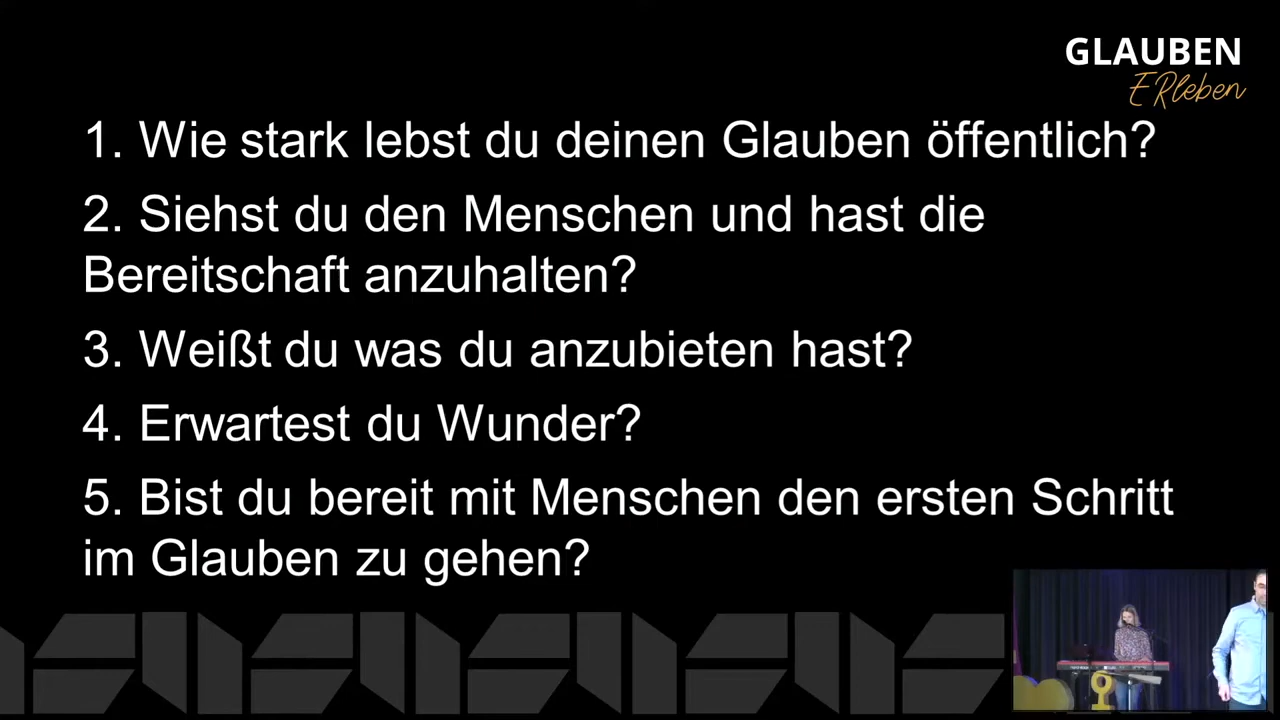 GLAUBEN
ERleben
1. Wie stark lebst du deinen Glauben öffentlich?
2. Siehst du den Menschen und hast die
Bereitschaft anzuhalten?
3. Weißt du was du anzubieten hast?
4. Erwartest du Wunder?
5. Bist du bereit mit Menschen den ersten Schritt
im Glauben zu gehen?